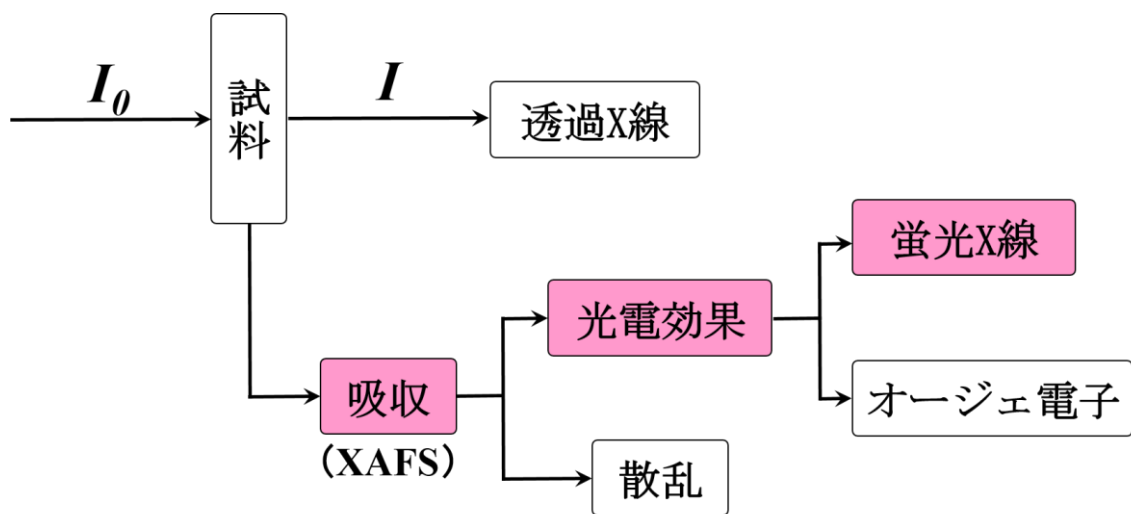 I₀
試料
I
透過X線
蛍光X線
光電効果
吸収
(XAFS)
オージェ電子
散乱